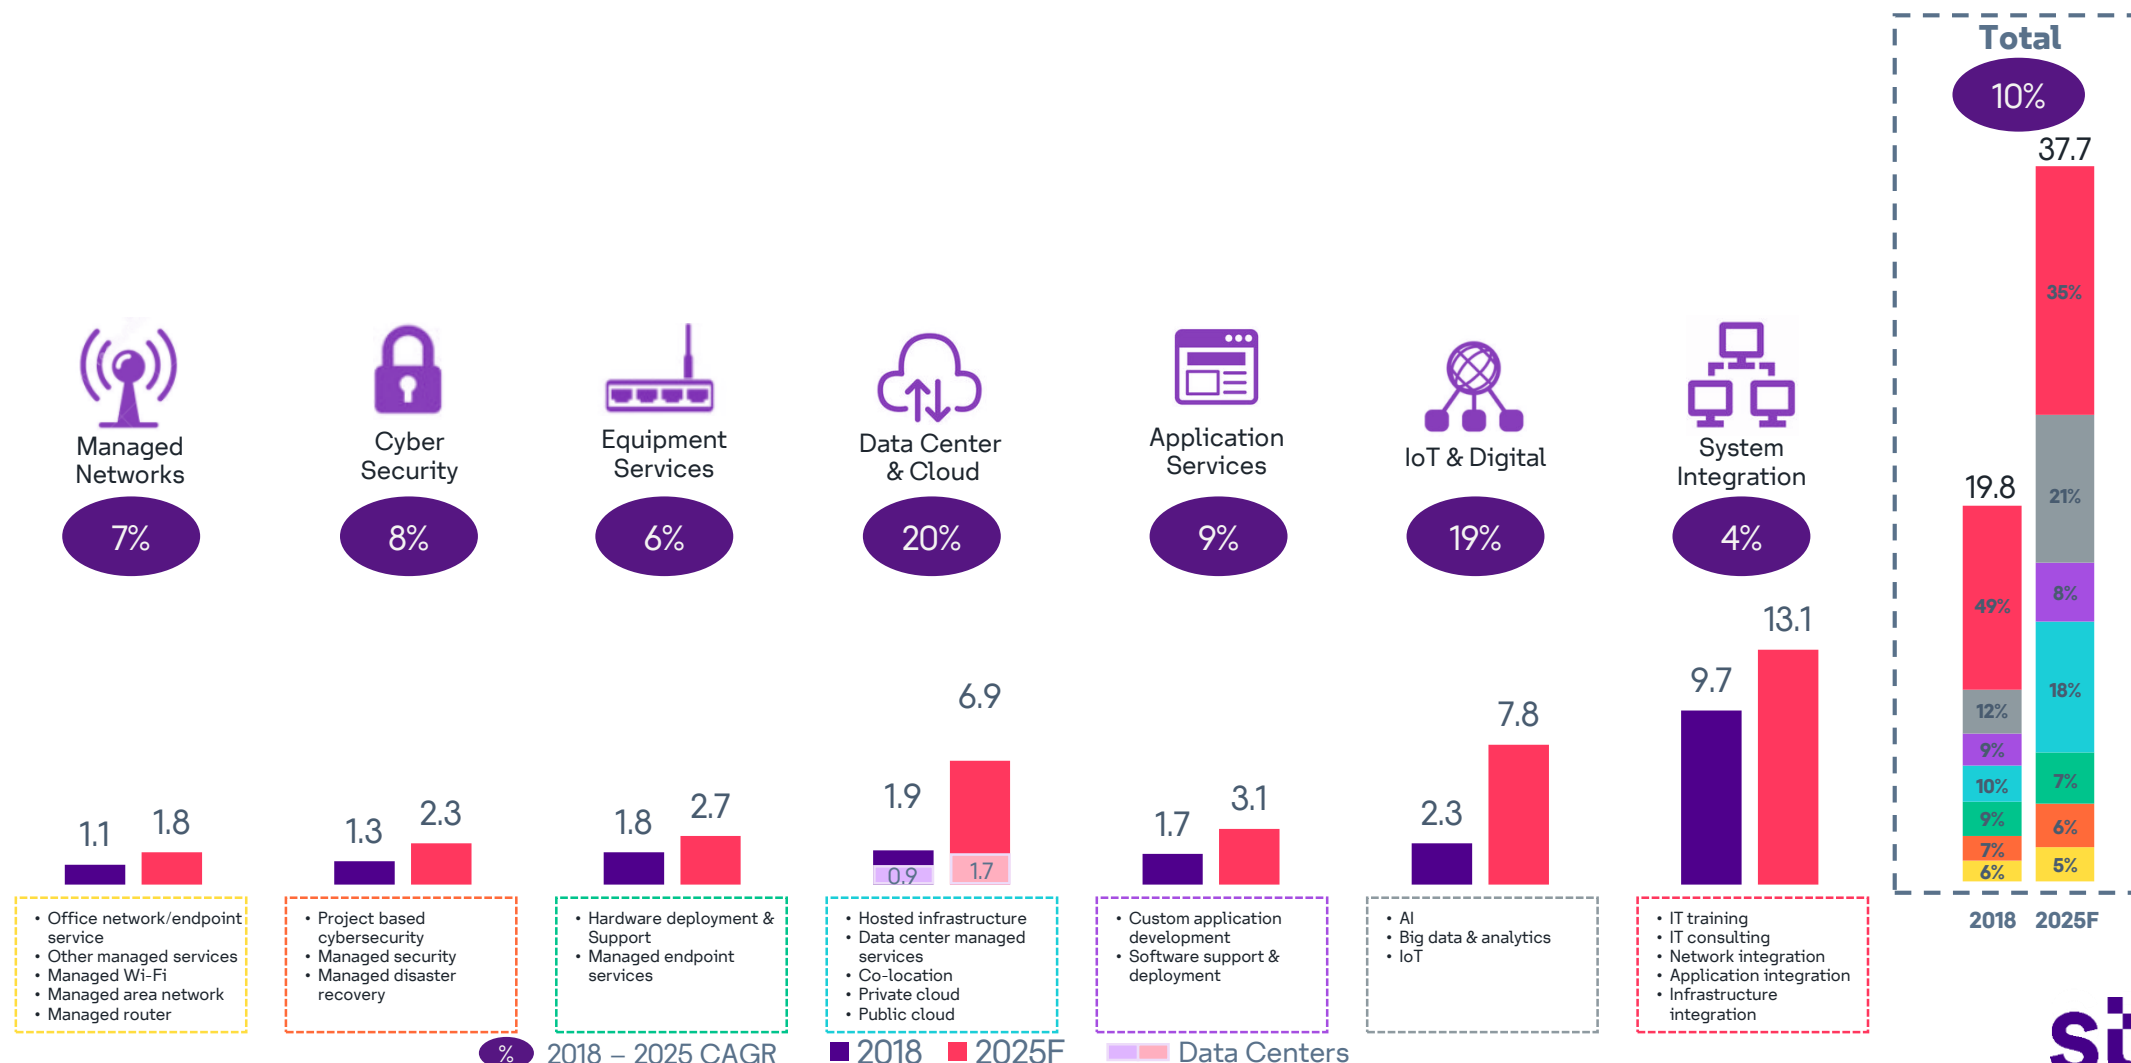 Total
10%
37.7
35%
21%
8%
18%
7%
6%
5%
19.8
49%
12%
9%
10%
9%
7%
6%
2018 2025F
Managed
Networks
7%
1.1 1.8
• Office network/endpoint
service
• Other managed services
• Managed Wi-Fi
• Managed area network
• Managed router
Cyber
Security
8%
1.3 2.3
• Project based
cybersecurity
• Managed security
• Managed disaster
recovery
Equipment
Services
6%
1.8 2.7
• Hardware deployment &
Support
• Managed endpoint
services
Data Center
& Cloud
20%
1.9 6.9
0.9 1.7
• Hosted infrastructure
• Data center managed
services
• Co-location
• Private cloud
• Public cloud
Application
Services
9%
1.7 3.1
• Custom application
development
• Software support &
deployment
IoT & Digital
19%
2.3 7.8
• AI
• Big data & analytics
• IoT
System
Integration
4%
9.7 13.1
• IT training
• IT consulting
• Network integration
• Application integration
• Infrastructure
integration
% 2018 – 2025 CAGR 2018 2025F Data Centers